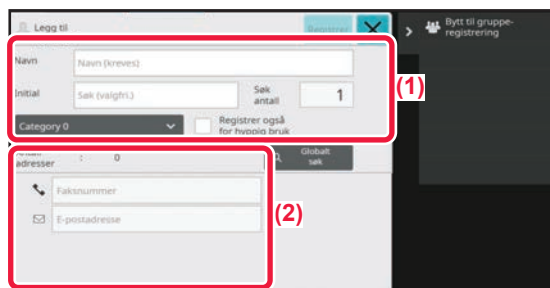 Legg til
Registrer
Bytt til gruppe-
registrering
Navn
Navn (kreves)
(1)
Initial
Søk (valgfri.)
Søk
antall
1
Category 0
Registrer også
for hyppig bruk
adresser : 0
Globalt
søk
Faksnummer
(2)
E-postadresse